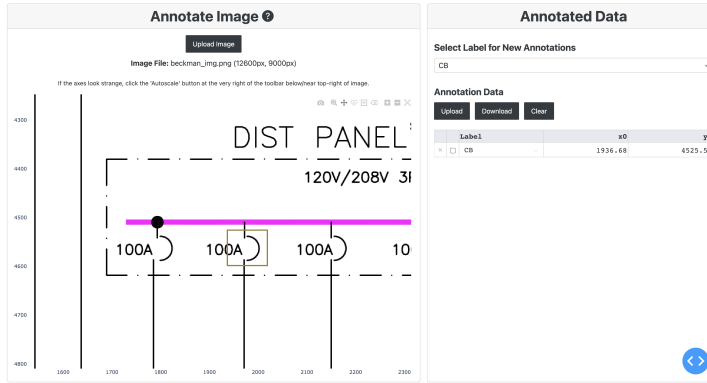 Annotate Image
Upload Image
Image File: beckman_img.png (12600px, 9000px)
If the axes look strange, click the 'Autoscale' button at the very right of the toolbar below/near top-right of image.
4300
4400
4500
4600
4700
4800
1600
1700
1800
1900
2000
2100
2200
2300
DIST PANEL
120V/208V
100A
100A
100A
10
Annotated Data
Select Label for New Annotations
CB
Annotation Data
Upload
Download
Clear
Label x0 y
CB 1936.68 4525.5